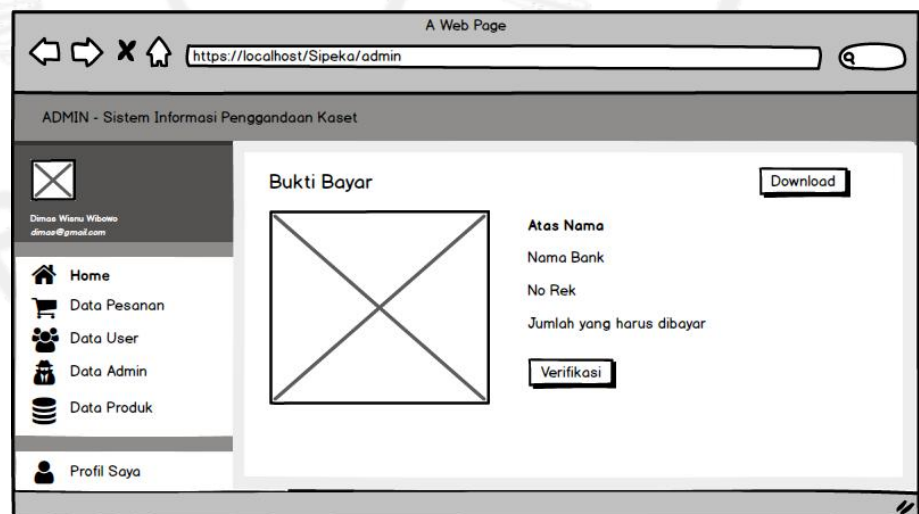 A Web Page
https://localhost/Sipeka/admin
ADMIN - Sistem Informasi Penggandaan Kaset
Dimas Wisnu Wibowo
dimas@gmail.com
Home
Data Pesanan
Data User
Data Admin
Data Produk
Profil Saya
Bukti Bayar
Download
Atas Nama
Nama Bank
No Rek
Jumlah yang harus dibayar
Verifikasi